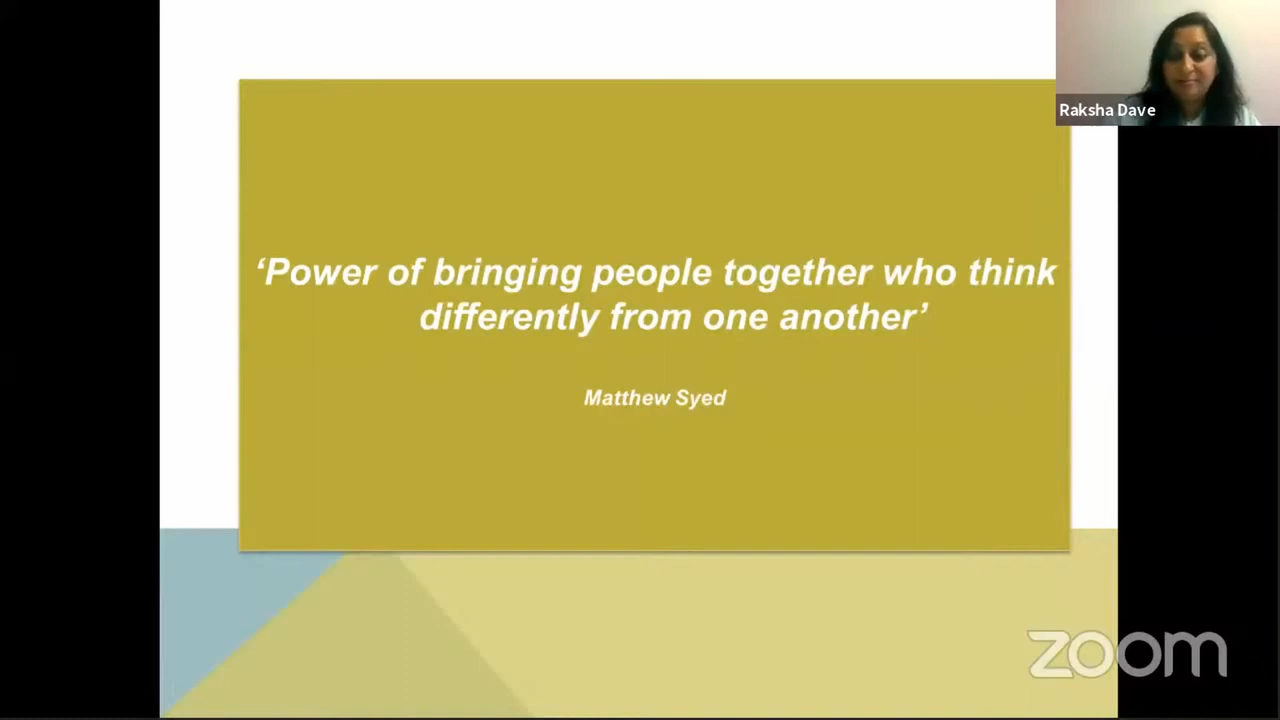 Raksha Dave
‘Power of bringing people together who think
differently from one another’
Matthew Syed
zoom